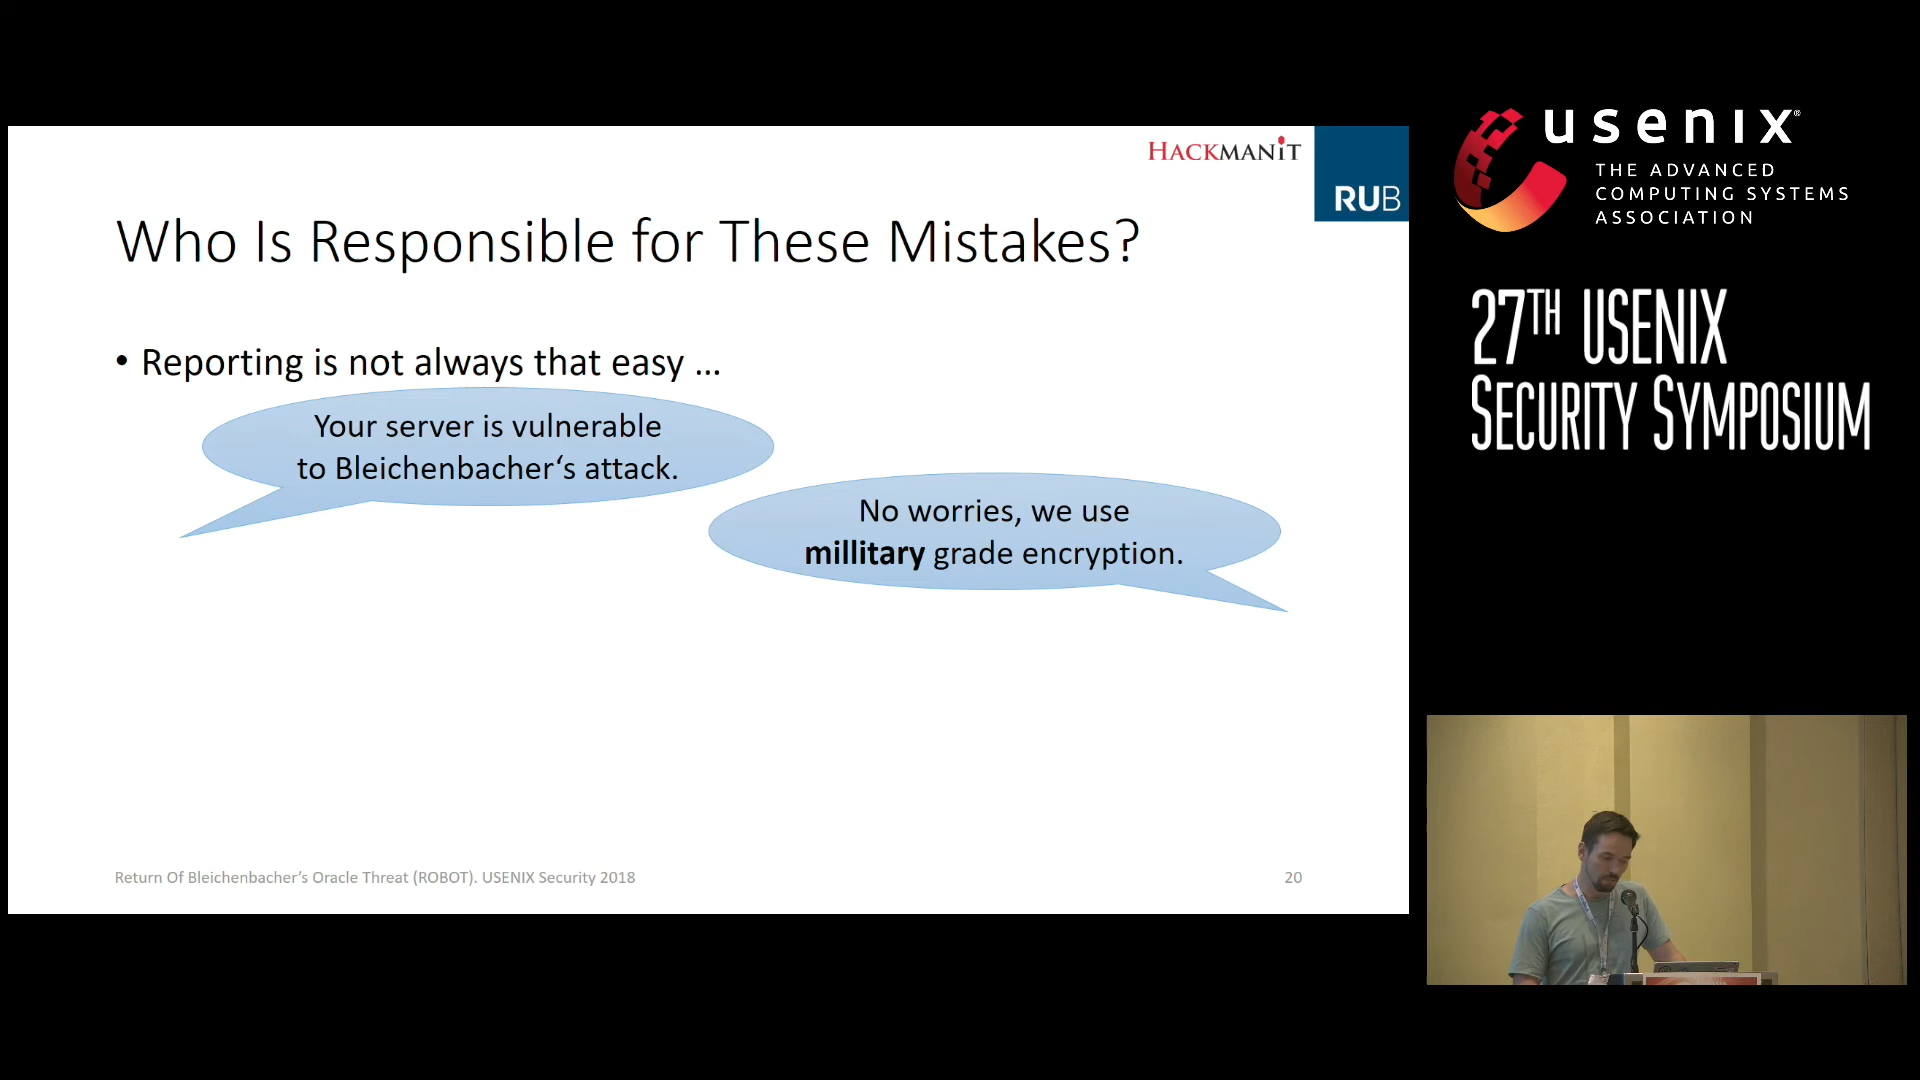 HACKMANIT
RUB
Who Is Responsible for These Mistakes?
• Reporting is not always that easy …
Your server is vulnerable
to Bleichenbacher‘s attack.
No worries, we use
millitary grade encryption.
Return Of Bleichenbacher’s Oracle Threat (ROBOT). USENIX Security 2018
20
usenix®
THE ADVANCED
COMPUTING SYSTEMS
ASSOCIATION
27TH USENIX
SECURITY SYMPOSIUM